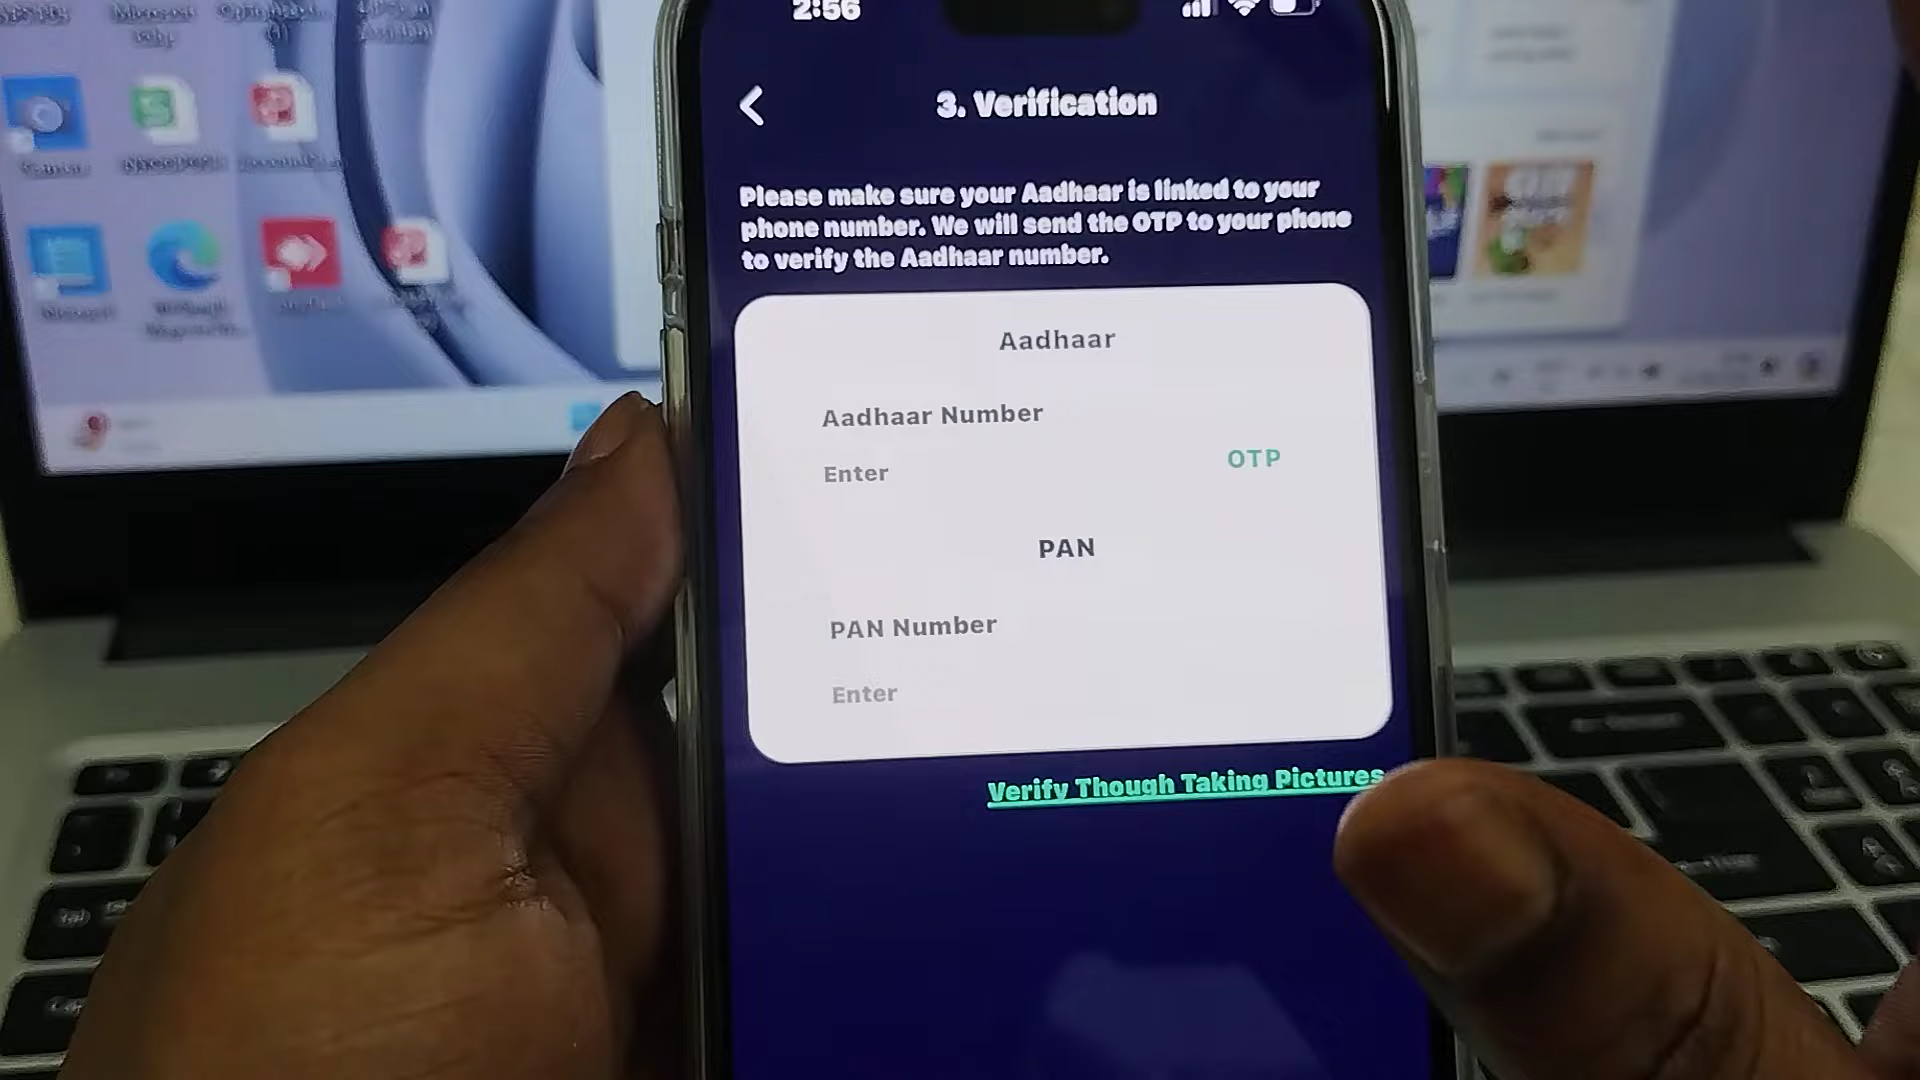 2:56
3. Verification
Please make sure your Aadhaar is linked to your
phone number. We will send the OTP to your phone
to verify the Aadhaar number.
Aadhaar
Aadhaar Number
Enter
OTP
PAN
PAN Number
Enter
Verify Though Taking Pictures